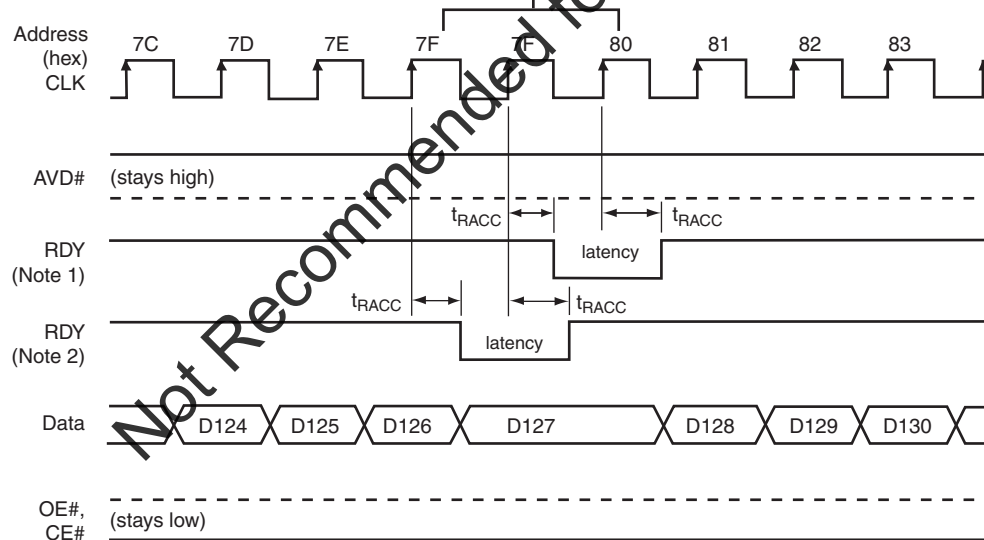 Address
(hex)
CLK
7C 7D 7E 7F 7F 80 81 82 83
AVD# (stays high)
tRACC tRACC
RDY
(Note 1)
latency
tRACC tRACC
RDY
(Note 2)
latency
Data D124 D125 D126 D127 D128 D129 D130
OE#,
CE#
(stays low)
Not Recommended fo